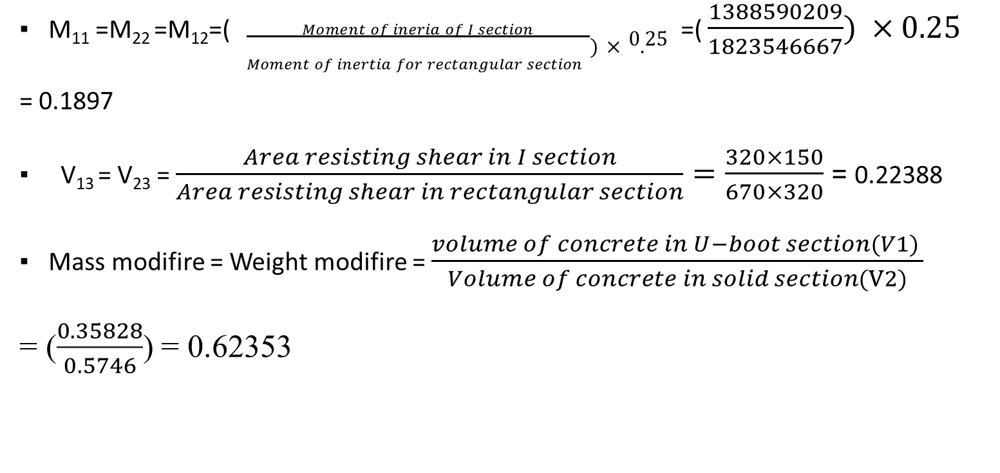 ▪ M11 =M22 =M12=( Moment of ineria of I section / Moment of inertia for rectangular section ) × 0.25 =( 1388590209 / 1823546667 ) × 0.25
= 0.1897
▪ V13 = V23 = Area resisting shear in I section / Area resisting shear in rectangular section = 320×150 / 670×320 = 0.22388
▪ Mass modifire = Weight modifire = volume of concrete in U−boot section(V1) / Volume of concrete in solid section(V2)
= ( 0.35828 / 0.5746 ) = 0.62353